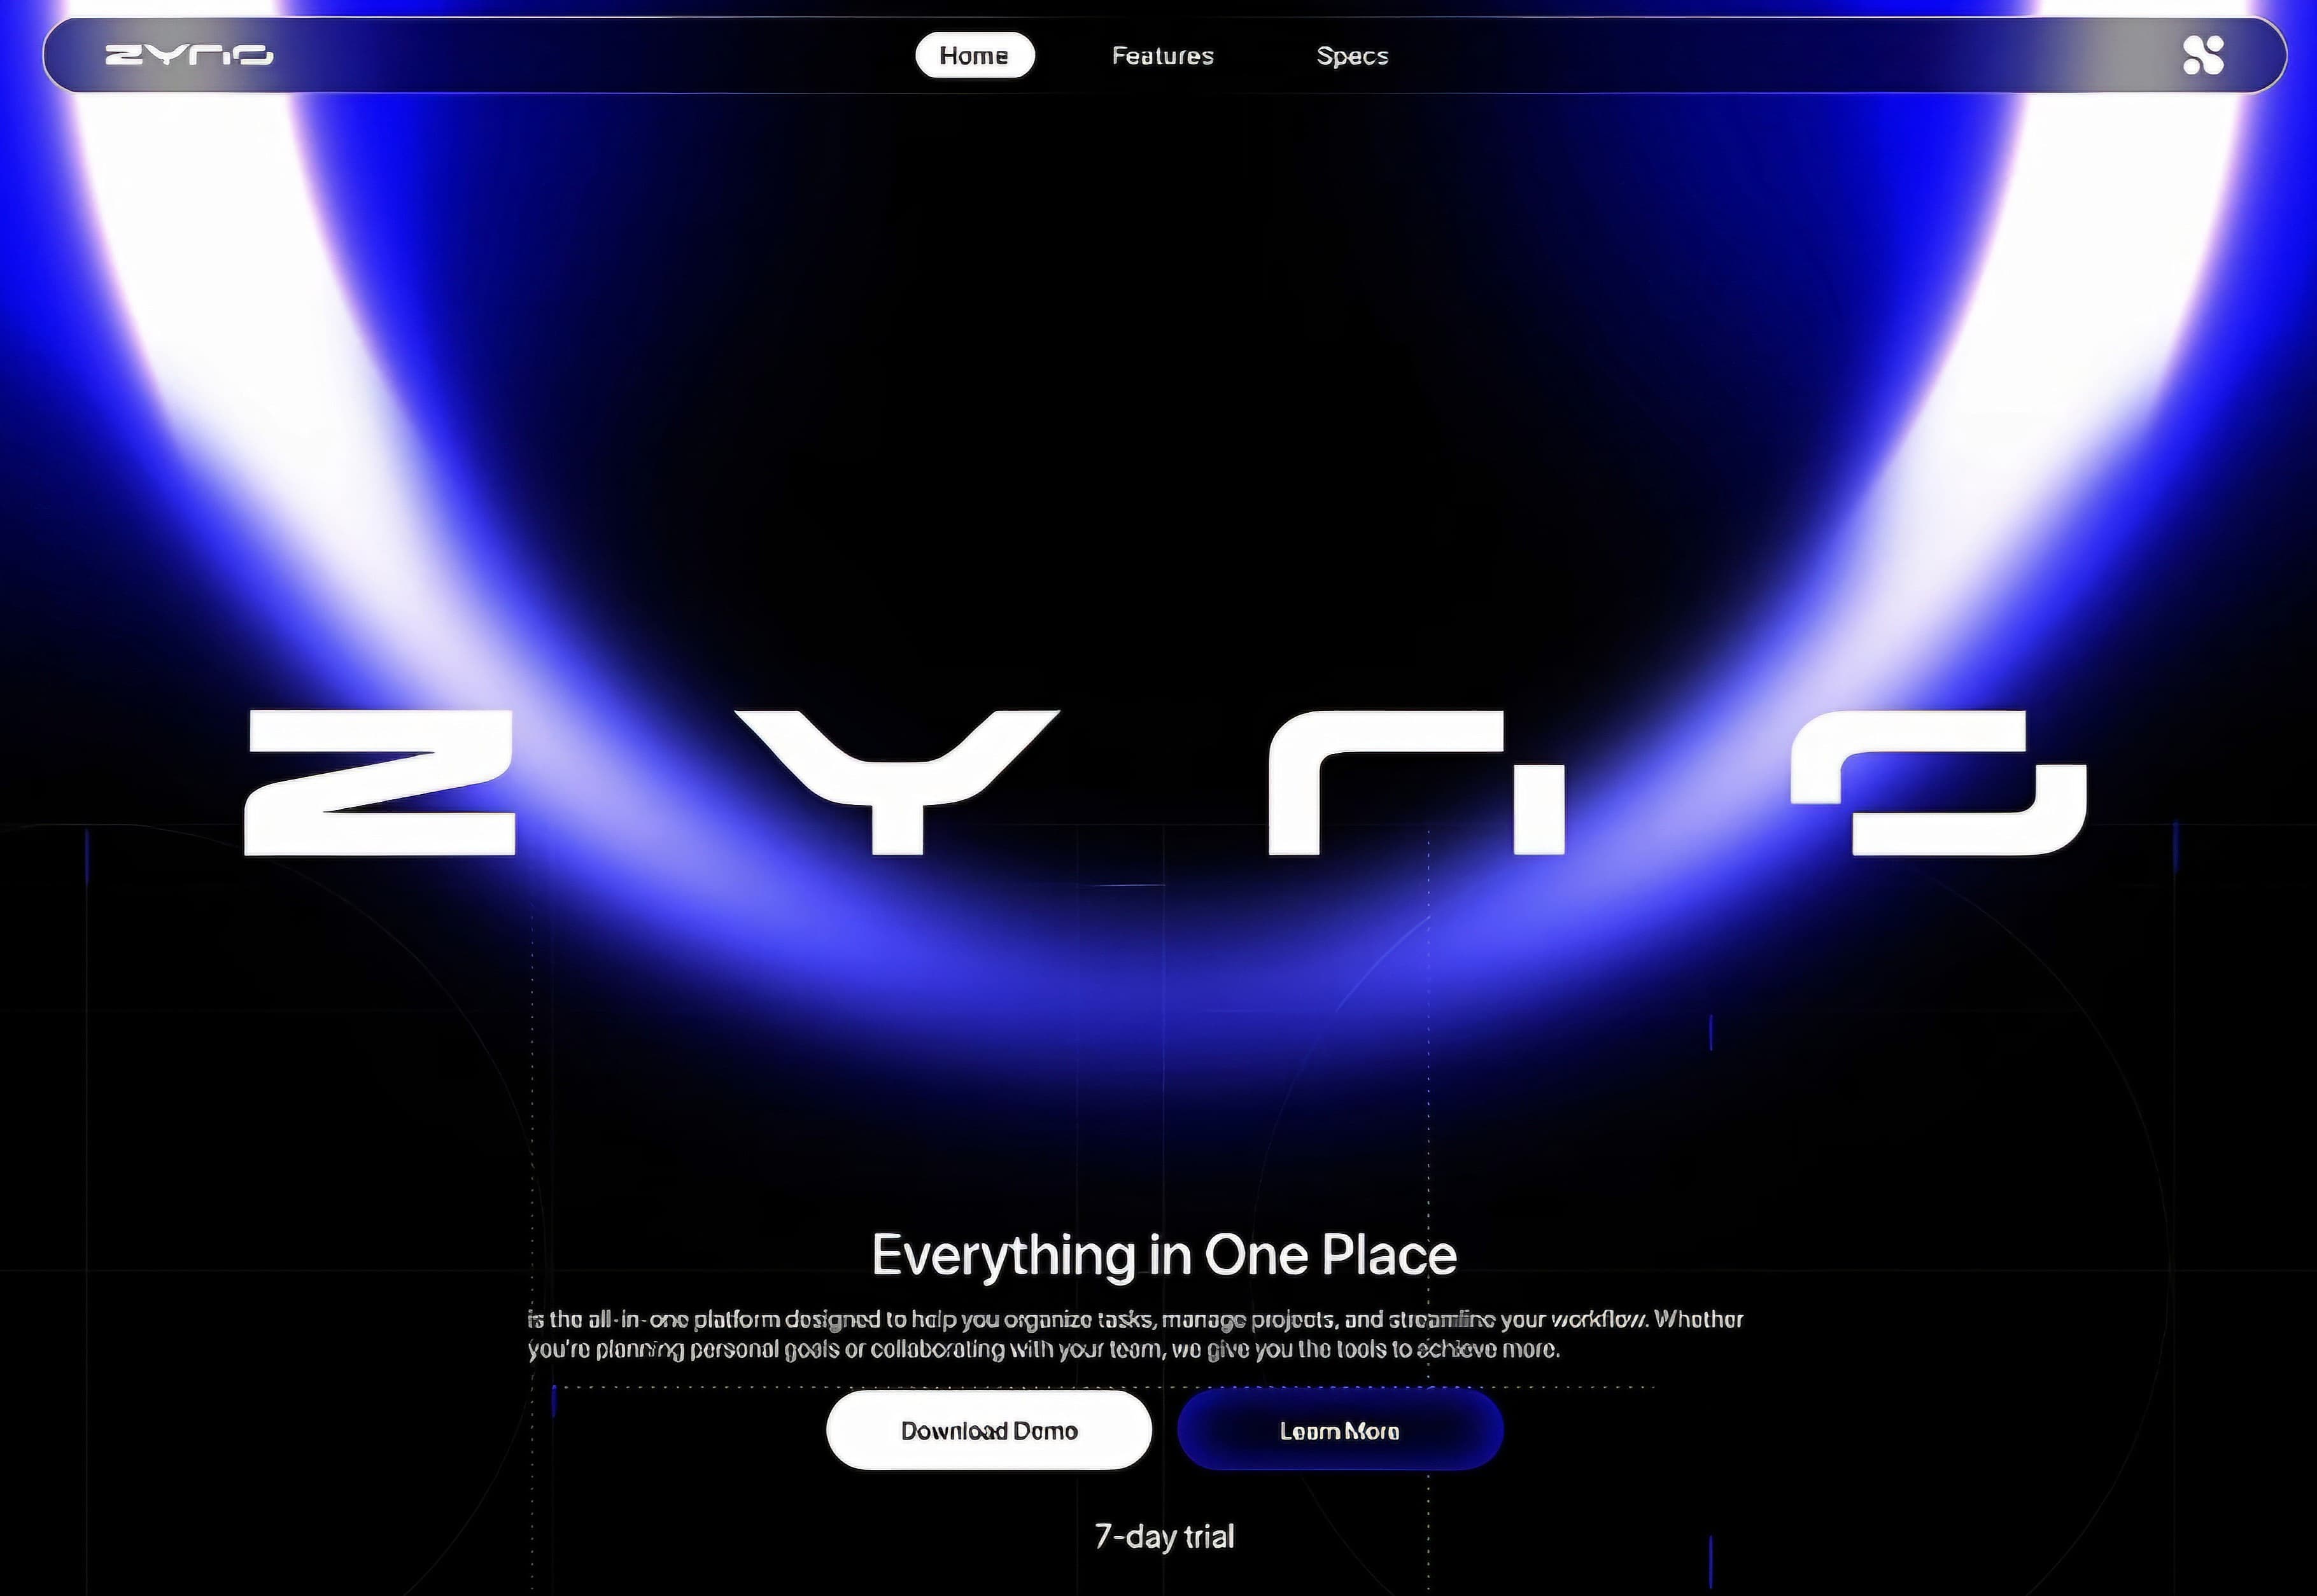 ZYNS
Home
Features
Specs
ZYNS
Everything in One Place
is the all-in-one platform designed to help you organize tasks, manage projects, and streamline your workflow. Whether
you're planning personal goals or collaborating with your team, we give you the tools to achieve more.
Download Demo
Learn More
7-day trial